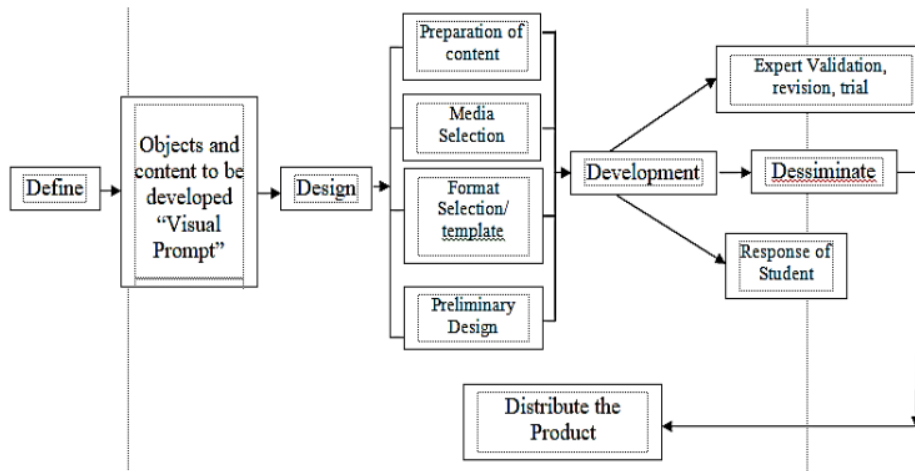 Define
Objects and
content to be
developed
“Visual
Prompt”
Design
Preparation of
content
Media
Selection
Format
Selection/
template
Preliminary
Design
Development
Expert Validation,
revision, trial
Dessiminate
Response of
Student
Distribute the
Product